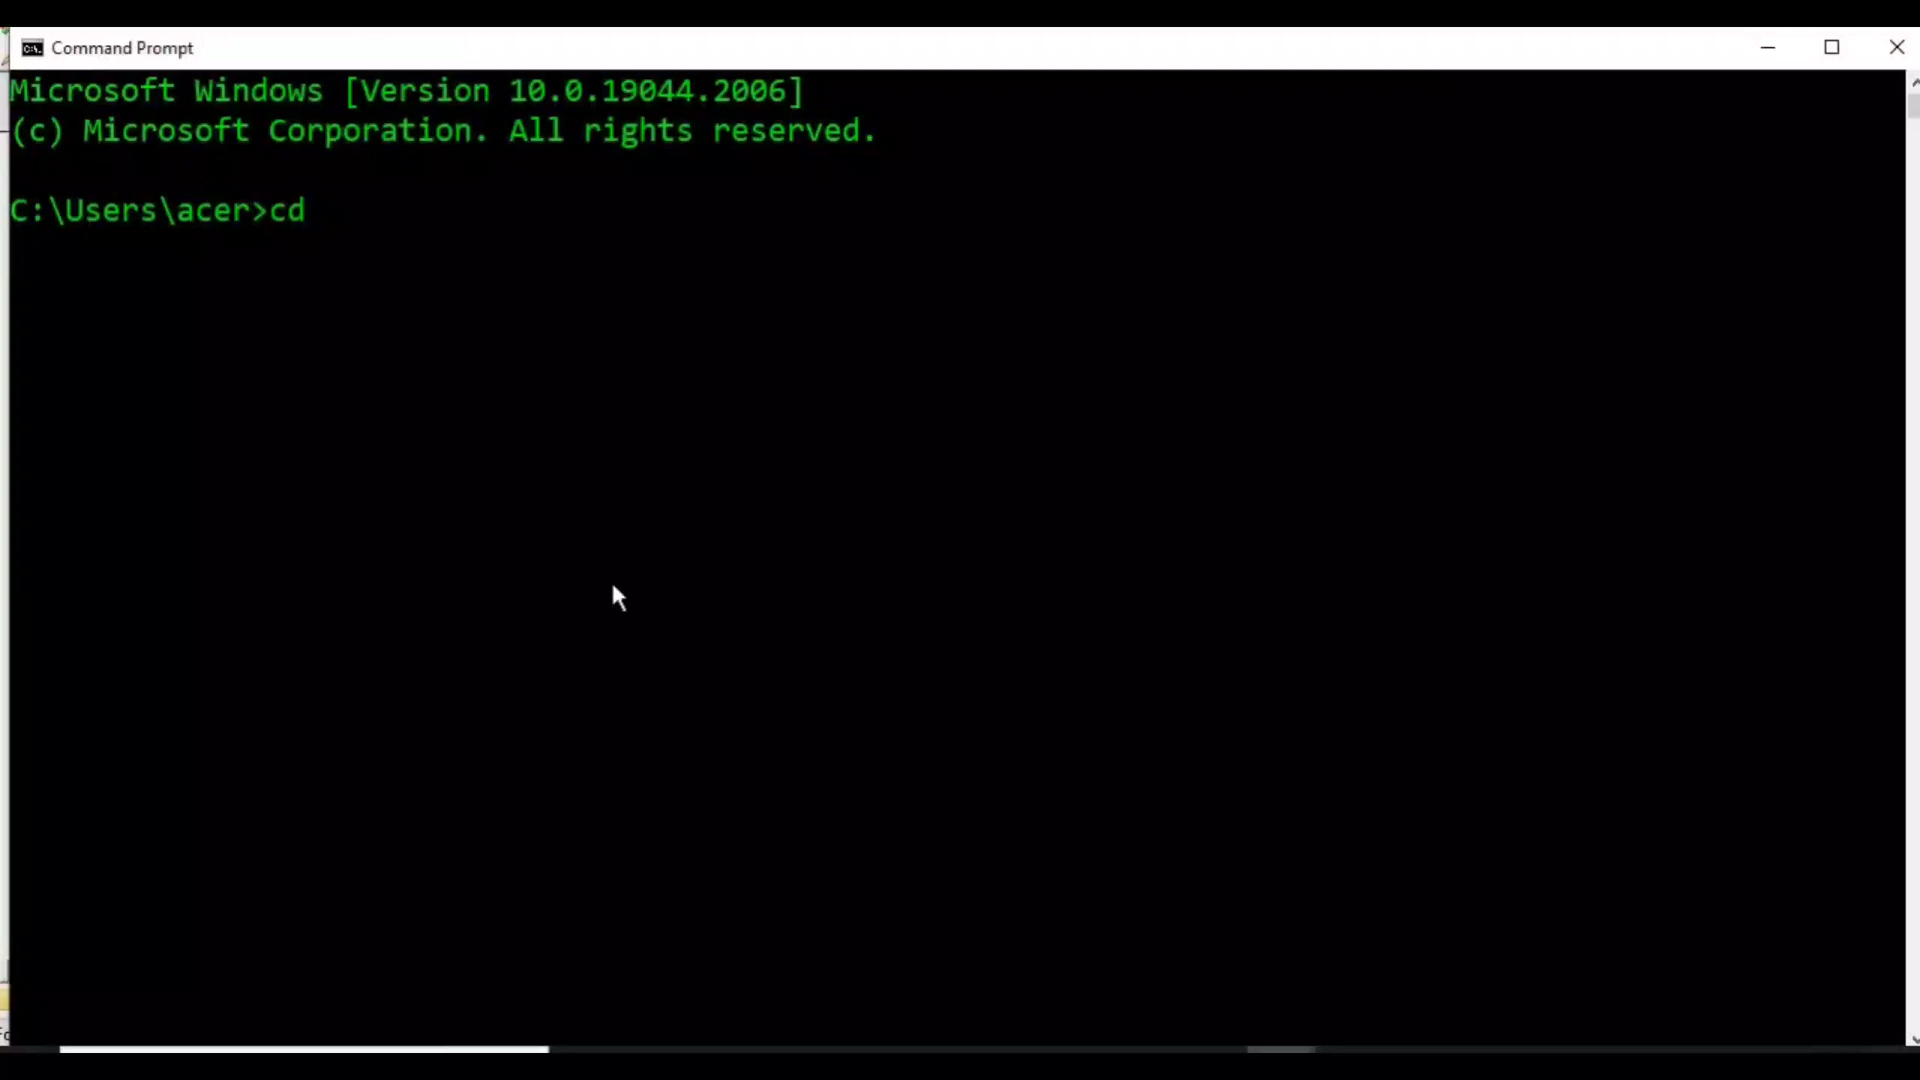 Command Prompt
Microsoft Windows [Version 10.0.19044.2006]
(c) Microsoft Corporation. All rights reserved.
C:\Users\acer>cd